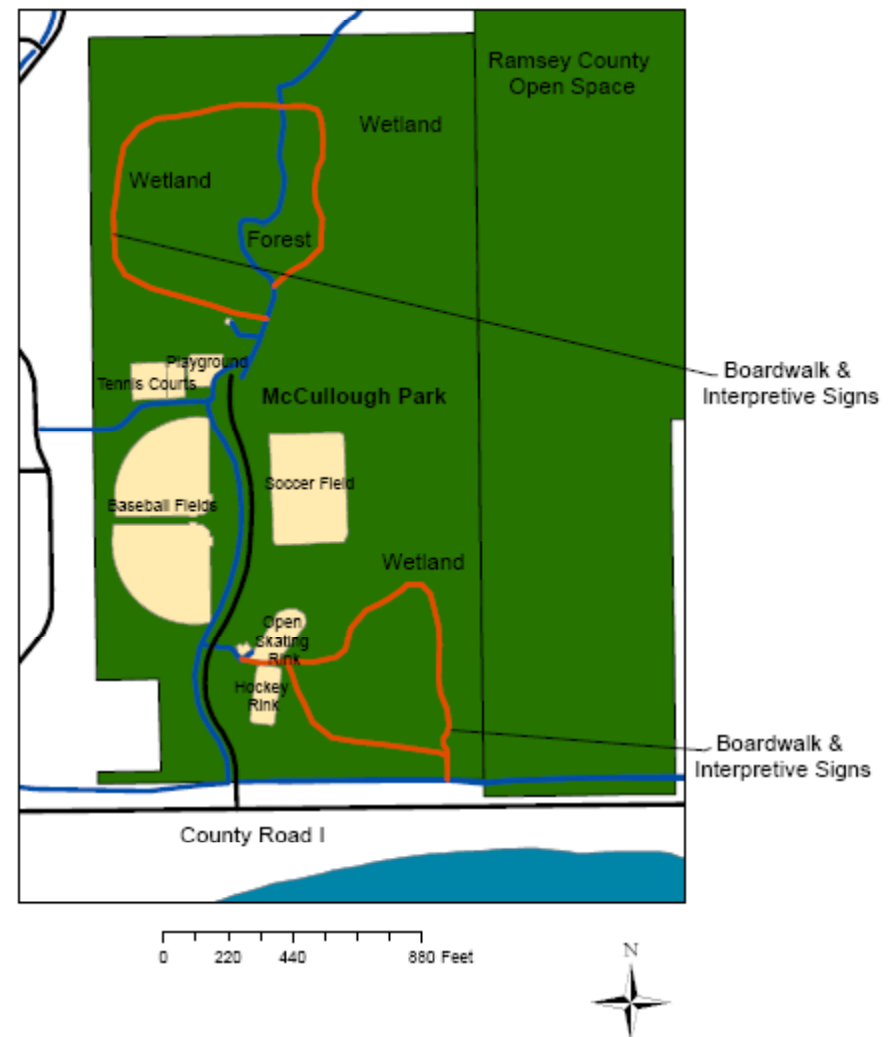 Ramsey County
Open Space
Wetland
Wetland
Forest
Playground
Tennis Courts
McCullough Park
Boardwalk &
Interpretive Signs
Soccer Field
Baseball Fields
Wetland
Open
Skating
Rink
Hockey
Rink
Boardwalk &
Interpretive Signs
County Road I
0 220 440 880 Feet
N